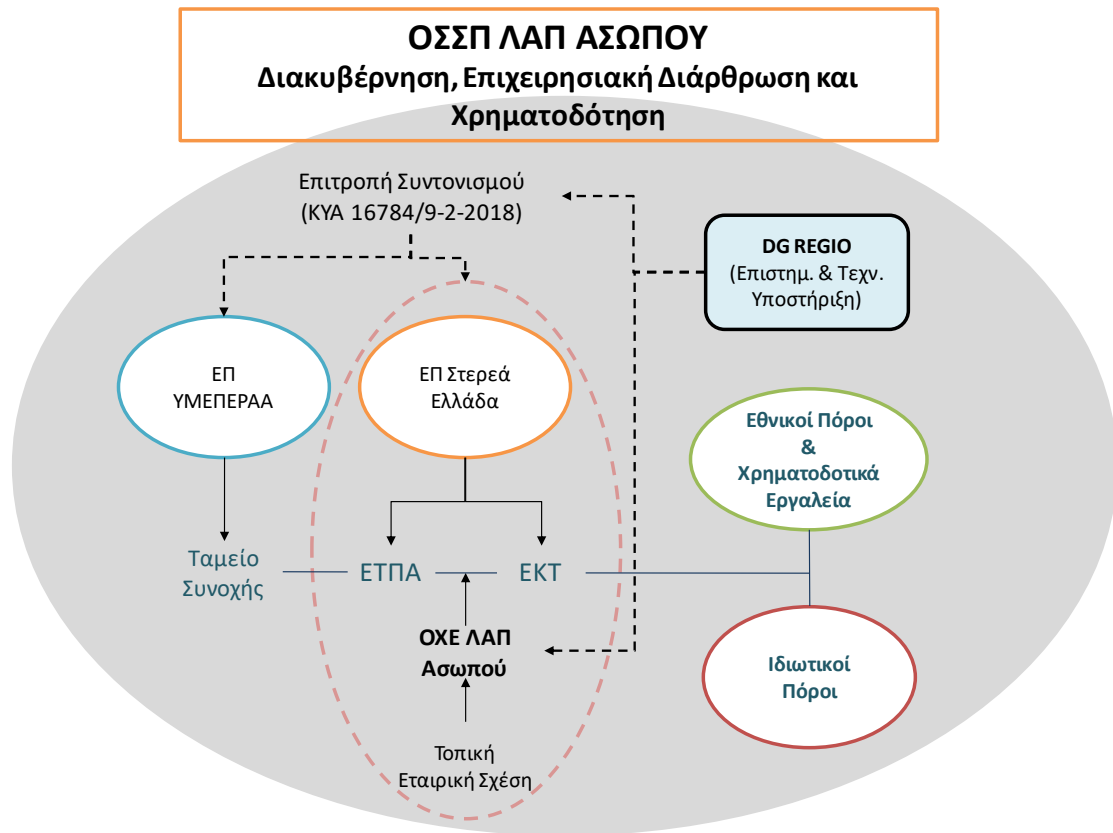 ΟΣΣΠ ΛΑΠ ΑΣΩΠΟΥ
Διακυβέρνηση, Επιχειρησιακή Διάρθρωση και
Χρηματοδότηση
Επιτροπή Συντονισμού
(ΚΥΑ 16784/9-2-2018)
DG REGIO
(Επιστημ. & Τεχν.
Υποστήριξη)
ΕΠ
ΥΜΕΠΕΡΑΑ
ΕΠ Στερεά
Ελλάδα
Εθνικοί Πόροι
&
Χρηματοδοτικά
Εργαλεία
Ταμείο
Συνοχής
ΕΤΠΑ
ΕΚΤ
ΟΧΕ ΛΑΠ
Ασωπού
Ιδιωτικοί
Πόροι
Τοπική
Εταιρική Σχέση